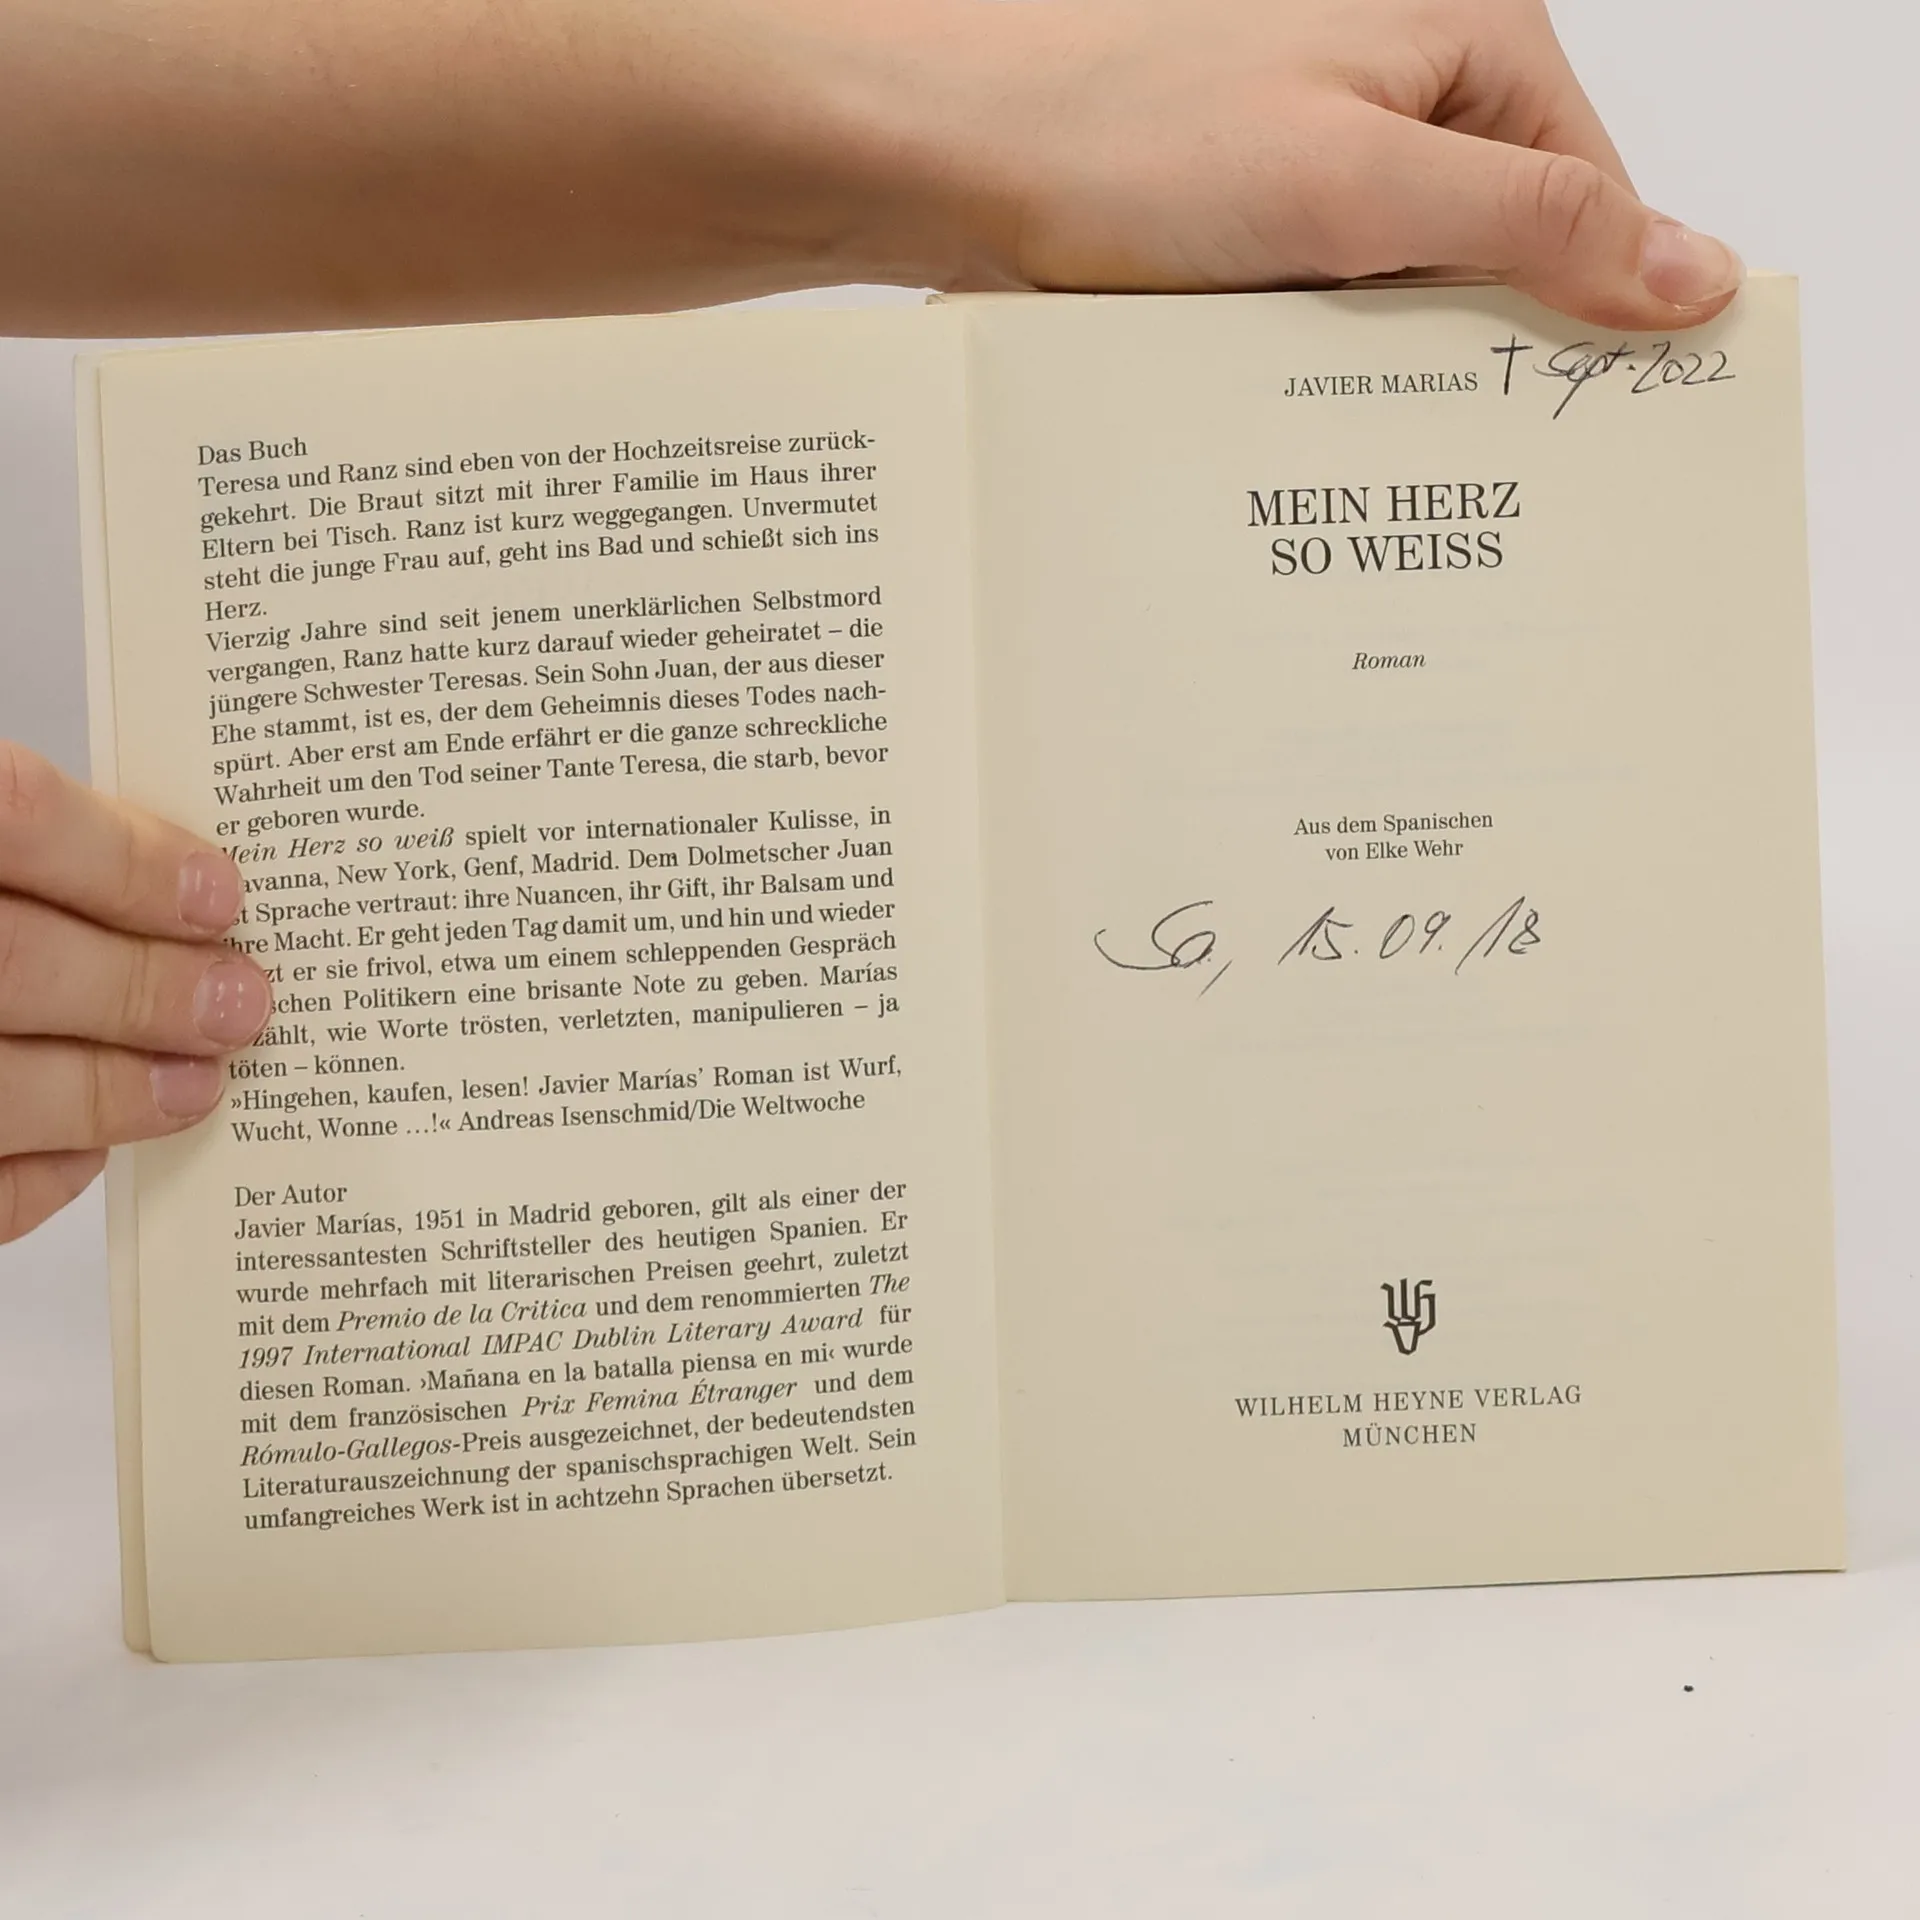 Das Buch
Teresa und Ranz sind eben von der Hochzeitsreise zurück-
gekehrt. Die Braut sitzt mit ihrer Familie im Haus ihrer
Eltern bei Tisch. Ranz ist kurz weggegangen. Unvermutet
steht die junge Frau auf, geht ins Bad und schießt sich ins
Herz.
Vierzig Jahre sind seit jenem unerklärlichen Selbstmord
vergangen, Ranz hatte kurz darauf wieder geheiratet – die
jüngere Schwester Teresas. Sein Sohn Juan, der aus dieser
Ehe stammt, ist es, der dem Geheimnis dieses Todes nach-
spürt. Aber erst am Ende erfährt er die ganze schreckliche
Wahrheit um den Tod seiner Tante Teresa, die starb, bevor
er geboren wurde.
Mein Herz so weiß spielt vor internationaler Kulisse, in
avanna, New York, Genf, Madrid. Dem Dolmetscher Juan
st Sprache vertraut: ihre Nuancen, ihr Gift, ihr Balsam und
ihre Macht. Er geht jeden Tag damit um, und hin und wieder
zt er sie frivol, etwa um einem schleppenden Gespräch
schen Politikern eine brisante Note zu geben. Marías
zählt, wie Worte trösten, verletzten, manipulieren – ja
töten – können.
»Hingehen, kaufen, lesen! Javier Marías’ Roman ist Wurf,
Wucht, Wonne ...!« Andreas Isenschmid/Die Weltwoche
Der Autor
Javier Marías, 1951 in Madrid geboren, gilt als einer der
interessantesten Schriftsteller des heutigen Spanien. Er
wurde mehrfach mit literarischen Preisen geehrt, zuletzt
mit dem Premio de la Critica und dem renommierten The
1997 International IMPAC Dublin Literary Award für
diesen Roman. ›Mañana en la batalla piensa en mi‹ wurde
mit dem französischen Prix Femina Étranger und dem
Rómulo-Gallegos-Preis ausgezeichnet, der bedeutendsten
Literaturauszeichnung der spanischsprachigen Welt. Sein
umfangreiches Werk ist in achtzehn Sprachen übersetzt.
JAVIER MARIAS † Sept. 2022
MEIN HERZ
SO WEISS
Roman
Aus dem Spanischen
von Elke Wehr
Sa, 15.09.18
WILHELM HEYNE VERLAG
MÜNCHEN